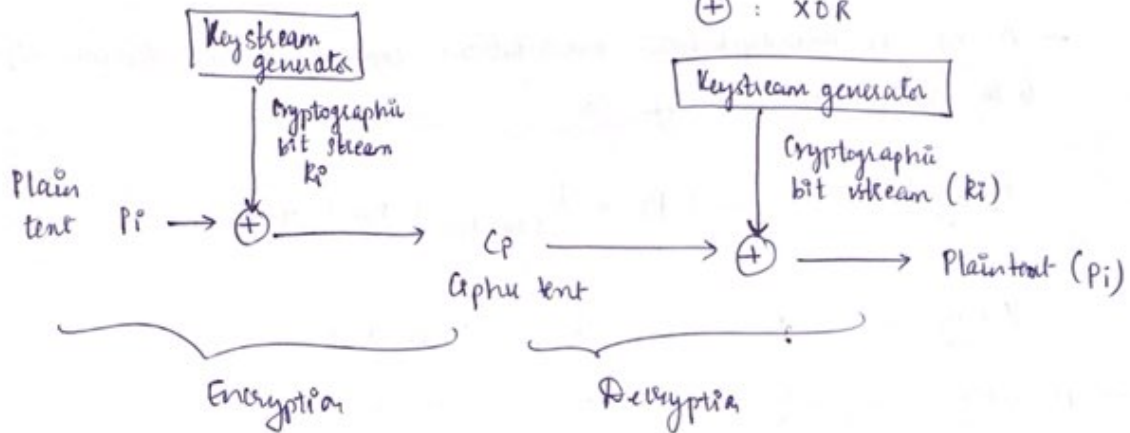 ⊕ : XOR
Keystream
generator
Keystream generator
Cryptographic
bit stream
ki
Cryptographic
bit stream (ki)
Plain
text Pi
Cp
Cipher text
Plaintext (Pi)
Encryption
Decryption